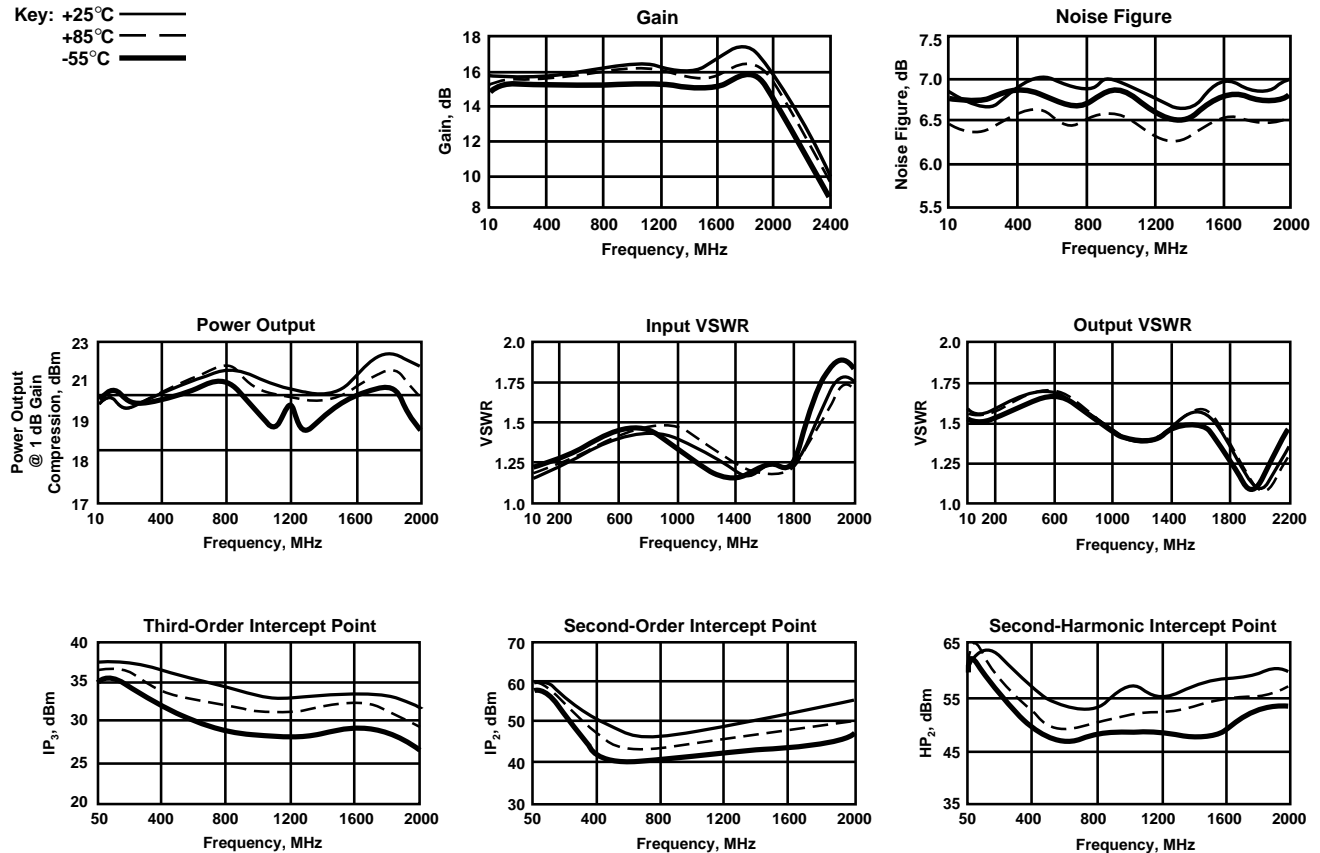 Key: +25°C
+85°C
-55°C
Gain
Gain, dB
18
16
14
12
10
8
10 400 800 1200 1600 2000 2400
Frequency, MHz
Noise Figure
Noise Figure, dB
7.5
7.0
6.5
6.0
5.5
10 400 800 1200 1600 2000
Frequency, MHz
Power Output
Power Output
@ 1 dB Gain
Compression, dBm
23
21
19
18
17
10 400 800 1200 1600 2000
Frequency, MHz
Input VSWR
VSWR
2.0
1.75
1.5
1.25
1.0
10 200 600 1000 1400 1800 2000
Frequency, MHz
Output VSWR
VSWR
2.0
1.75
1.5
1.25
1.0
10 200 600 1000 1400 1800 2200
Frequency, MHz
Third-Order Intercept Point
IP3, dBm
40
35
30
25
20
50 400 800 1200 1600 2000
Frequency, MHz
Second-Order Intercept Point
IP2, dBm
70
60
50
40
30
50 400 800 1200 1600 2000
Frequency, MHz
Second-Harmonic Intercept Point
HP2, dBm
65
55
45
35
50 400 800 1200 1600 2000
Frequency, MHz